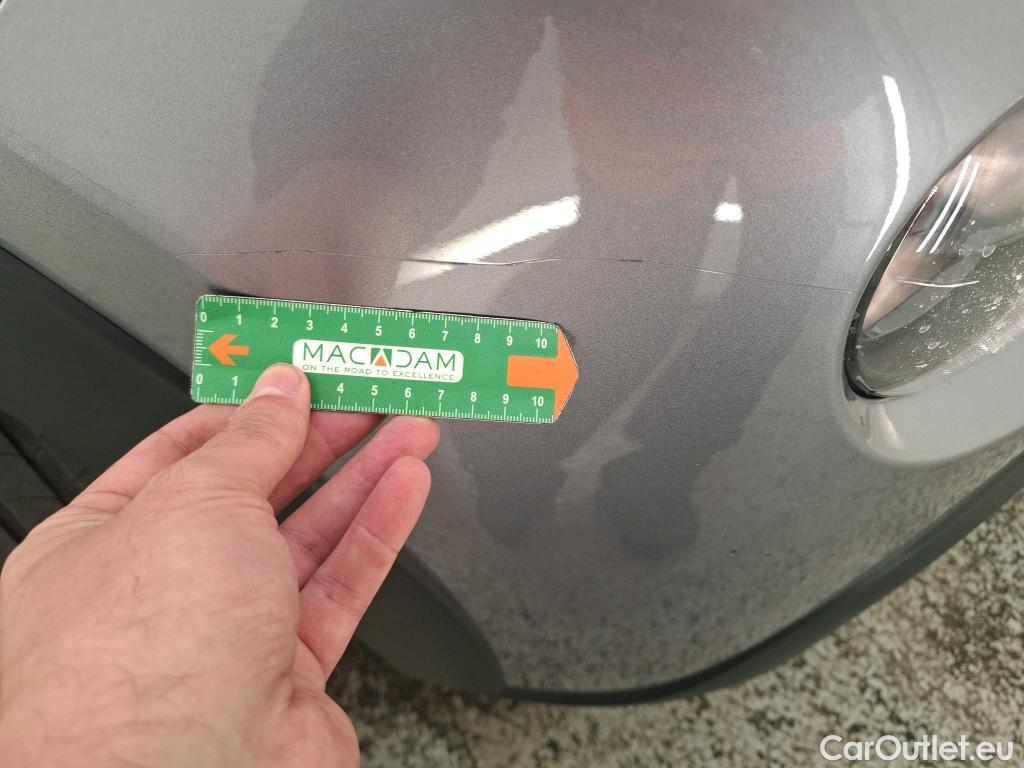 0 1 2 3 4 5 6 7 8 9 10
MACADAM
ON THE ROAD TO EXCELLENCE
0 1 4 5 6 7 8 9 10
CarOutlet.eu